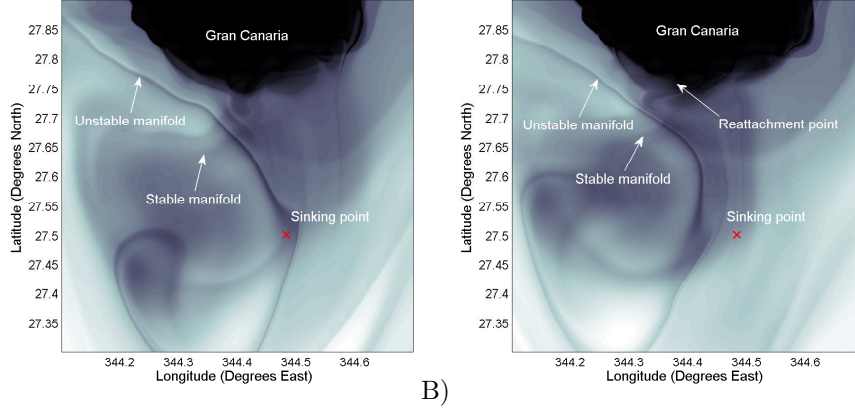 Gran Canaria
Unstable manifold
Stable manifold
Sinking point
27.85
27.8
27.75
27.7
27.65
27.6
27.55
27.5
27.45
27.4
27.35
Latitude (Degrees North)
344.2 344.3 344.4 344.5 344.6
Longitude (Degrees East)
B)
Gran Canaria
Reattachment point
Unstable manifold
Stable manifold
Sinking point
27.85
27.8
27.75
27.7
27.65
27.6
27.55
27.5
27.45
27.4
27.35
Latitude (Degrees North)
344.2 344.3 344.4 344.5 344.6
Longitude (Degrees East)